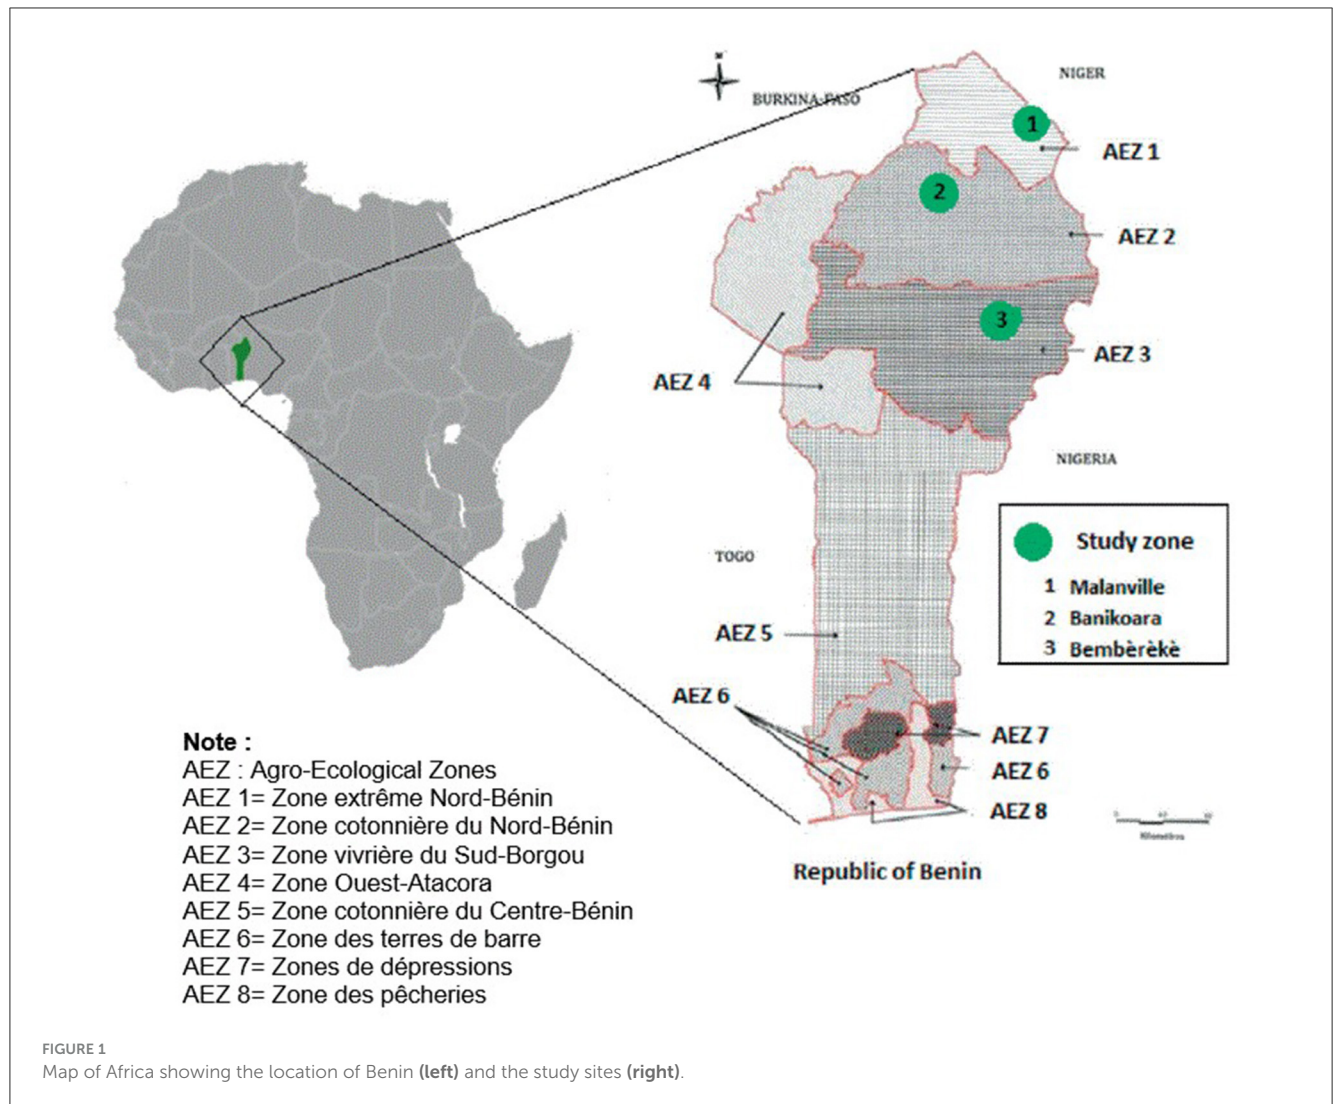 N
NIGER
BURKINA-FASO
1
AEZ 1
2
AEZ 2
3
AEZ 3
AEZ 4
NIGERIA
Study zone
1 Malanville
2 Banikoara
3 Bembèrèkè
TOGO
AEZ 5
AEZ 6
AEZ 7
AEZ 6
AEZ 8
Kilomètres
Republic of Benin
Note :
AEZ : Agro-Ecological Zones
AEZ 1= Zone extrême Nord-Bénin
AEZ 2= Zone cotonnière du Nord-Bénin
AEZ 3= Zone vivrière du Sud-Borgou
AEZ 4= Zone Ouest-Atacora
AEZ 5= Zone cotonnière du Centre-Bénin
AEZ 6= Zone des terres de barre
AEZ 7= Zones de dépressions
AEZ 8= Zone des pêcheries
FIGURE 1
Map of Africa showing the location of Benin (left) and the study sites (right).